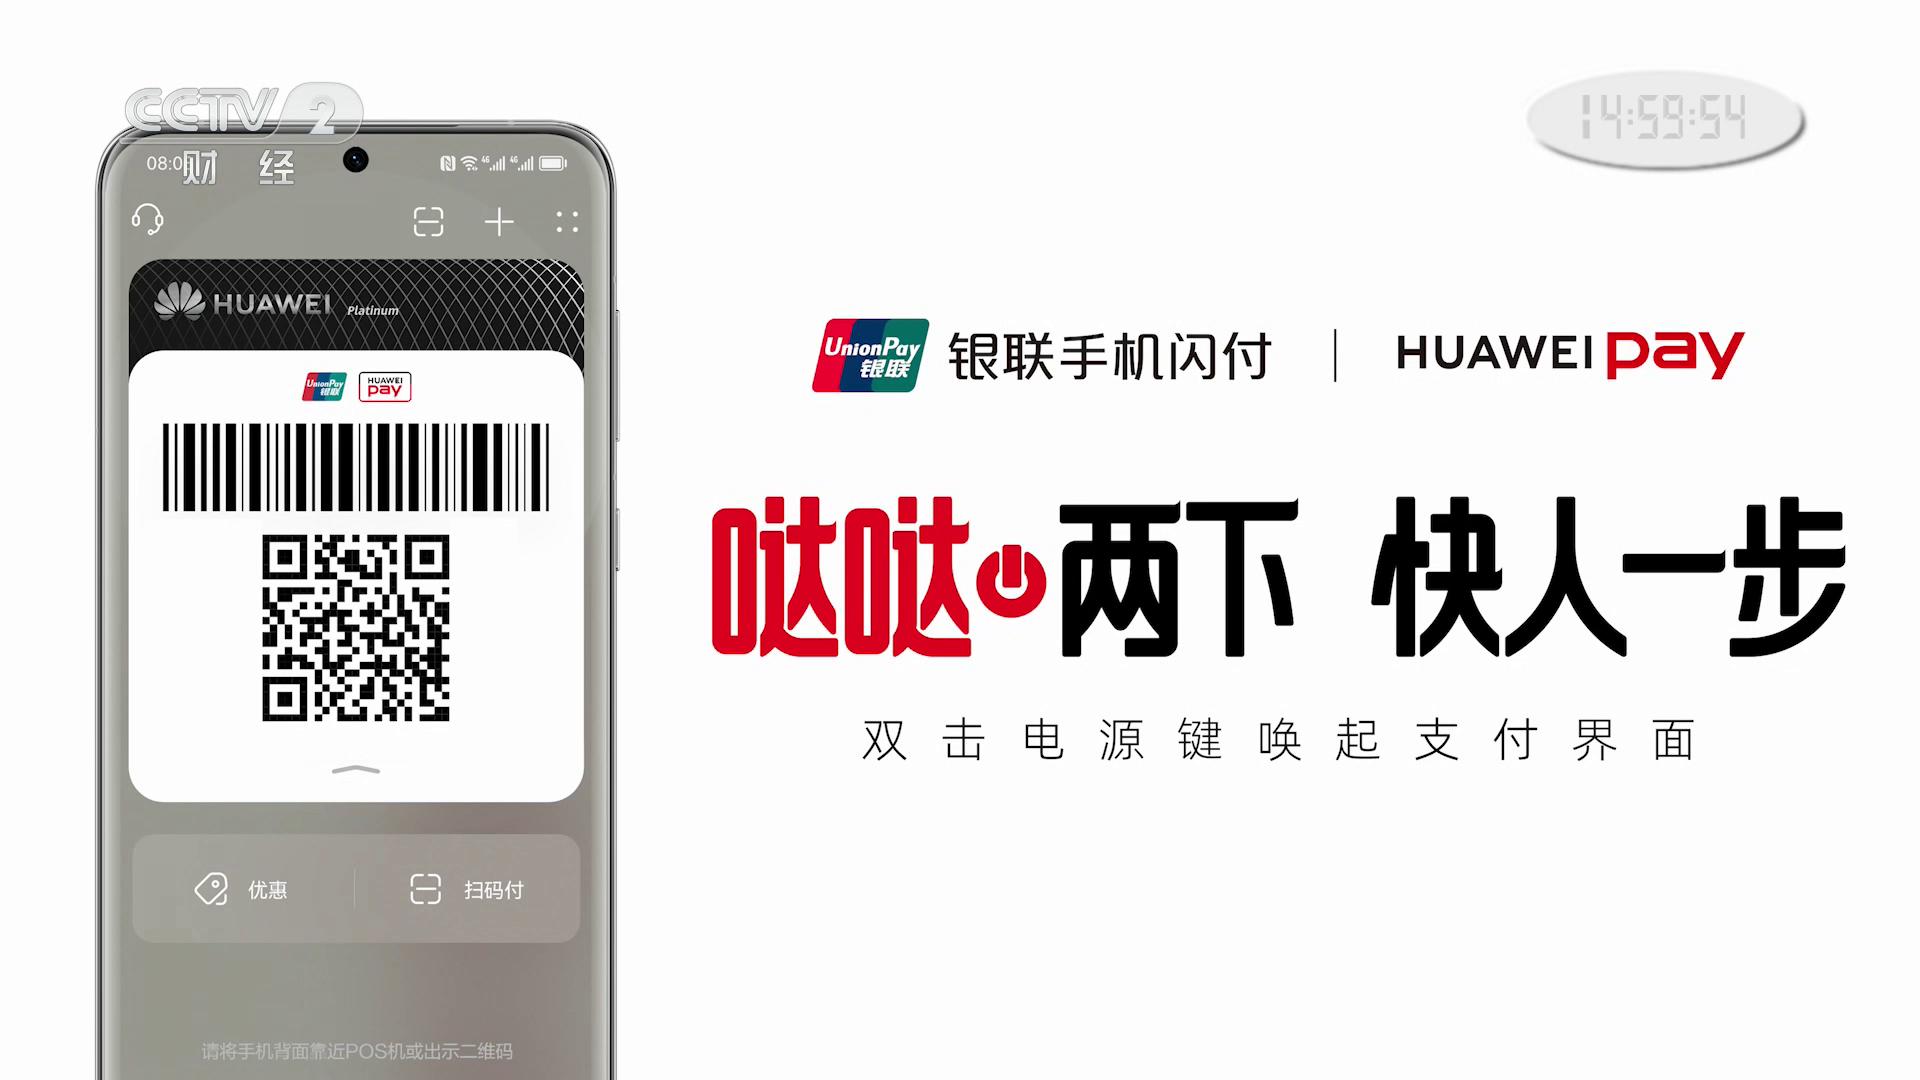 CCTV 2
财经
14:59:54
08:0
4G 4G
HUAWEI Platinum
UnionPay 银联 HUAWEI Pay
优惠 扫码付
请将手机背面靠近POS机或出示二维码
UnionPay 银联 银联手机闪付 | HUAWEI Pay
哒哒两下 快人一步
双击电源键唤起支付界面